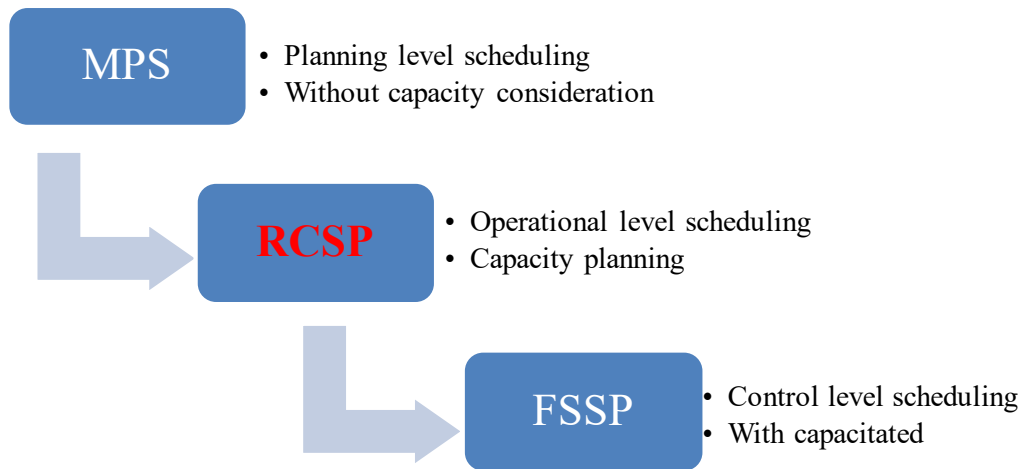 MPS
• Planning level scheduling
• Without capacity consideration
RCSP
• Operational level scheduling
• Capacity planning
FSSP
• Control level scheduling
• With capacitated